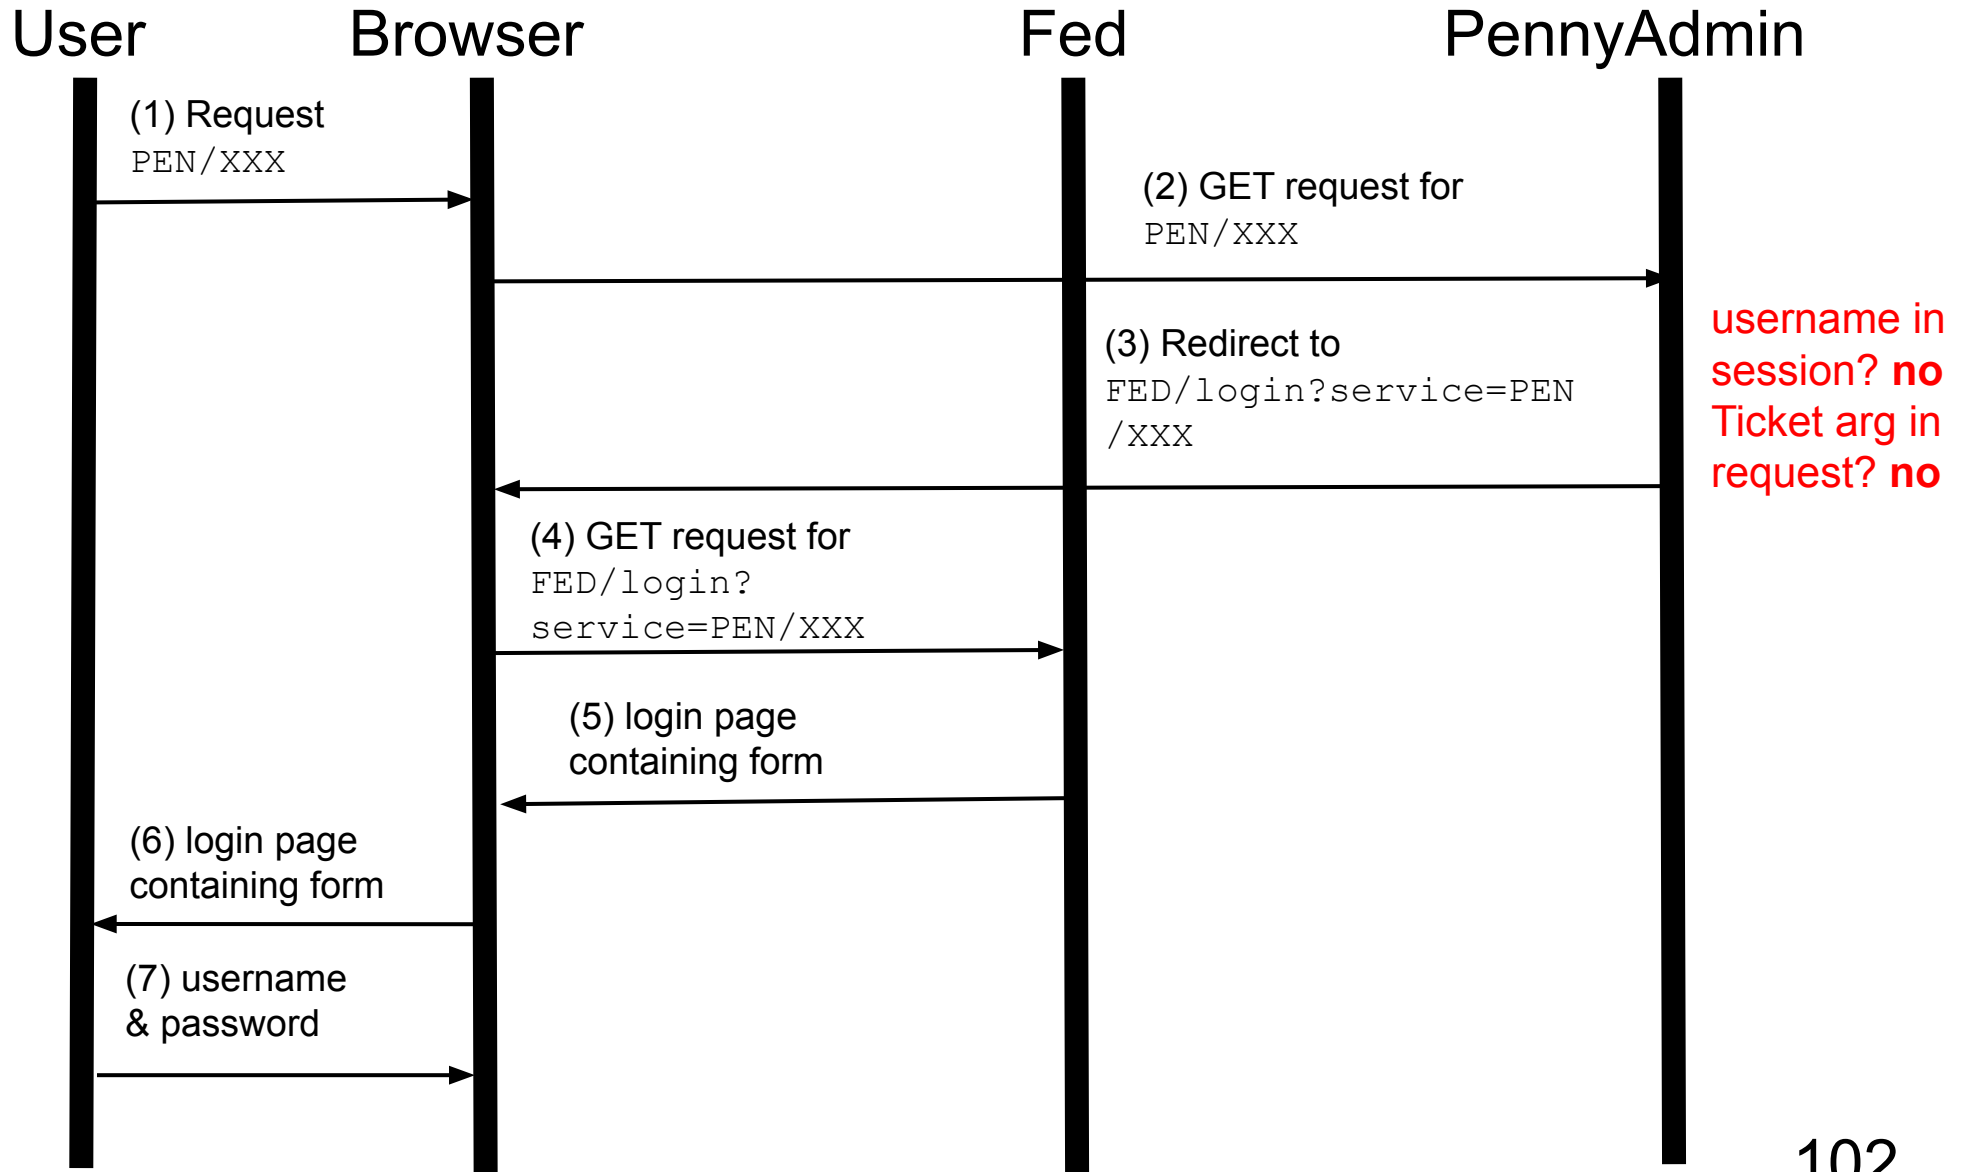 User Browser Fed PennyAdmin
(1) Request
PEN/XXX
(2) GET request for
PEN/XXX
(3) Redirect to
FED/login?service=PEN
/XXX
username in
session? no
Ticket arg in
request? no
(4) GET request for
FED/login?
service=PEN/XXX
(5) login page
containing form
(6) login page
containing form
(7) username
& password
102